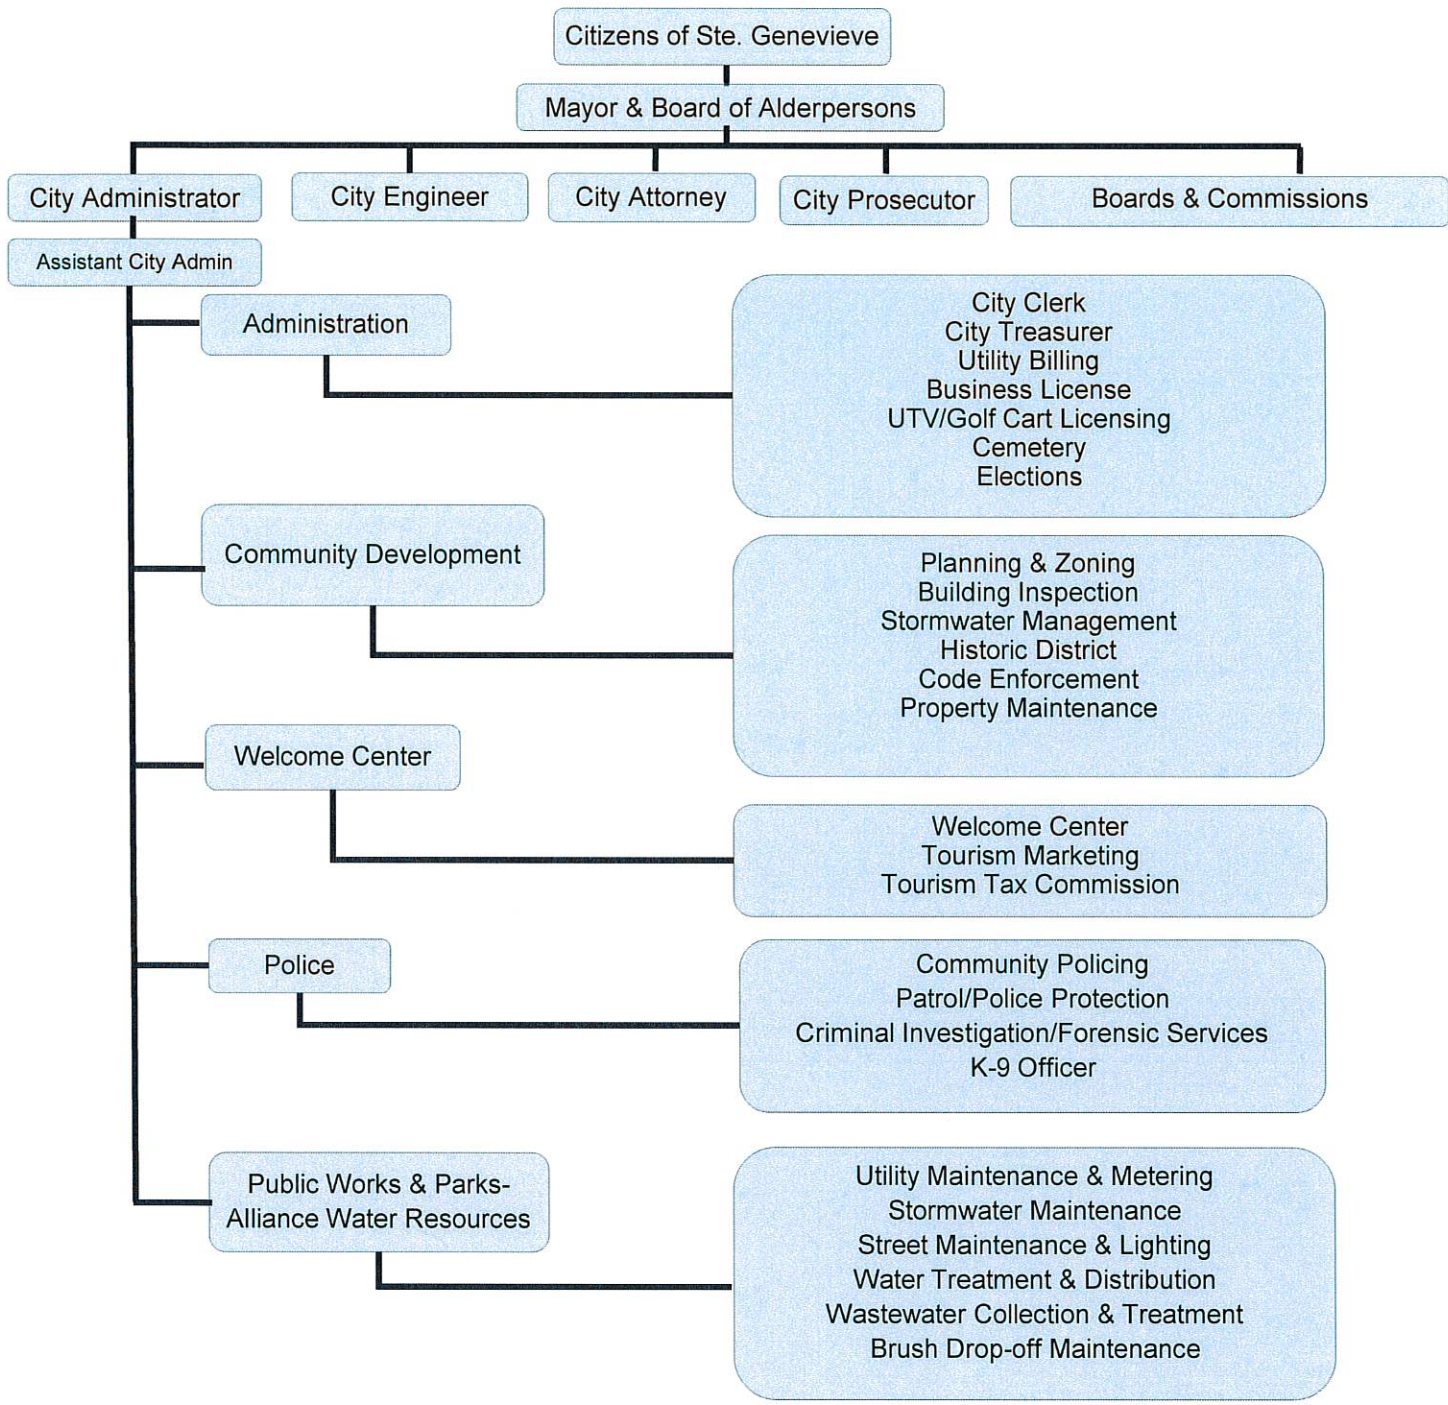 Citizens of Ste. Genevieve
Mayor & Board of Alderpersons
City Administrator
City Engineer
City Attorney
City Prosecutor
Boards & Commissions
Assistant City Admin
Administration
City Clerk
City Treasurer
Utility Billing
Business License
UTV/Golf Cart Licensing
Cemetery
Elections
Community Development
Planning & Zoning
Building Inspection
Stormwater Management
Historic District
Code Enforcement
Property Maintenance
Welcome Center
Welcome Center
Tourism Marketing
Tourism Tax Commission
Police
Community Policing
Patrol/Police Protection
Criminal Investigation/Forensic Services
K-9 Officer
Public Works & Parks-
Alliance Water Resources
Utility Maintenance & Metering
Stormwater Maintenance
Street Maintenance & Lighting
Water Treatment & Distribution
Wastewater Collection & Treatment
Brush Drop-off Maintenance